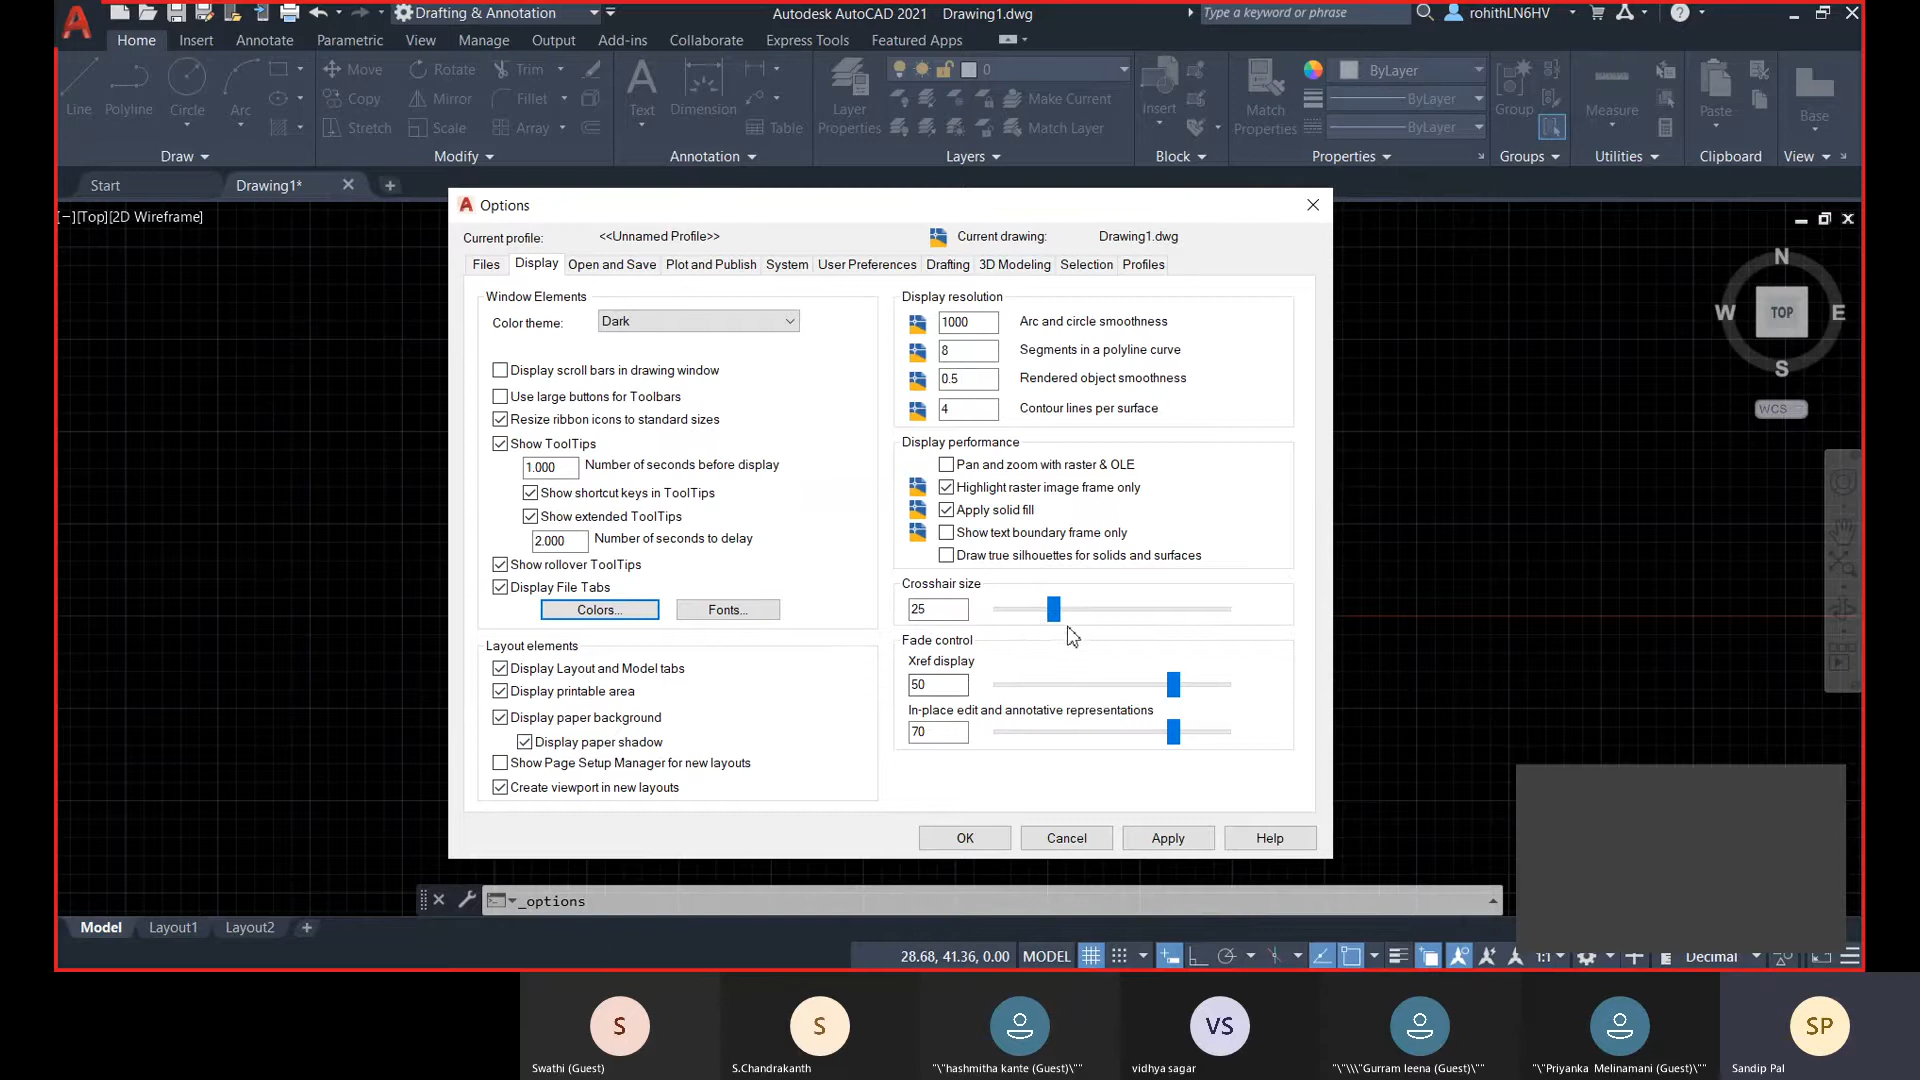 Drafting & Annotation
Autodesk AutoCAD 2021 Drawing1.dwg
Type a keyword or phrase
rohithLN6HV
Home Insert Annotate Parametric View Manage Output Add-ins Collaborate Express Tools Featured Apps
Line Polyline Circle Arc
Move Rotate Trim
Copy Mirror Fillet
Stretch Scale Array
Text Dimension Table
Layer Properties
0
Make Current
Match Layer
Insert
Match Properties
ByLayer
ByLayer
ByLayer
Group
Measure
Paste
Base
Draw Modify Annotation Layers Block Properties Groups Utilities Clipboard View
Start Drawing1*
[−][Top][2D Wireframe]
N
W TOP E
S
WCS
Options
Current profile: <<Unnamed Profile>> Current drawing: Drawing1.dwg
Files Display Open and Save Plot and Publish System User Preferences Drafting 3D Modeling Selection Profiles
Window Elements
Color theme: Dark
Display scroll bars in drawing window
Use large buttons for Toolbars
Resize ribbon icons to standard sizes
Show ToolTips
1.000 Number of seconds before display
Show shortcut keys in ToolTips
Show extended ToolTips
2.000 Number of seconds to delay
Show rollover ToolTips
Display File Tabs
Colors... Fonts...
Layout elements
Display Layout and Model tabs
Display printable area
Display paper background
Display paper shadow
Show Page Setup Manager for new layouts
Create viewport in new layouts
Display resolution
1000 Arc and circle smoothness
8 Segments in a polyline curve
0.5 Rendered object smoothness
4 Contour lines per surface
Display performance
Pan and zoom with raster & OLE
Highlight raster image frame only
Apply solid fill
Show text boundary frame only
Draw true silhouettes for solids and surfaces
Crosshair size
25
Fade control
Xref display
50
In-place edit and annotative representations
70
OK Cancel Apply Help
_options
Model Layout1 Layout2
28.68, 41.36, 0.00 MODEL 1:1 Decimal
S S VS SP
Swathi (Guest) S.Chandrakanth "\"hashmitha kante (Guest)\"" vidhya sagar "\"\\\"Gurram leena (Guest)\"" "\"Priyanka Melinamani (Guest)\"" Sandip Pal